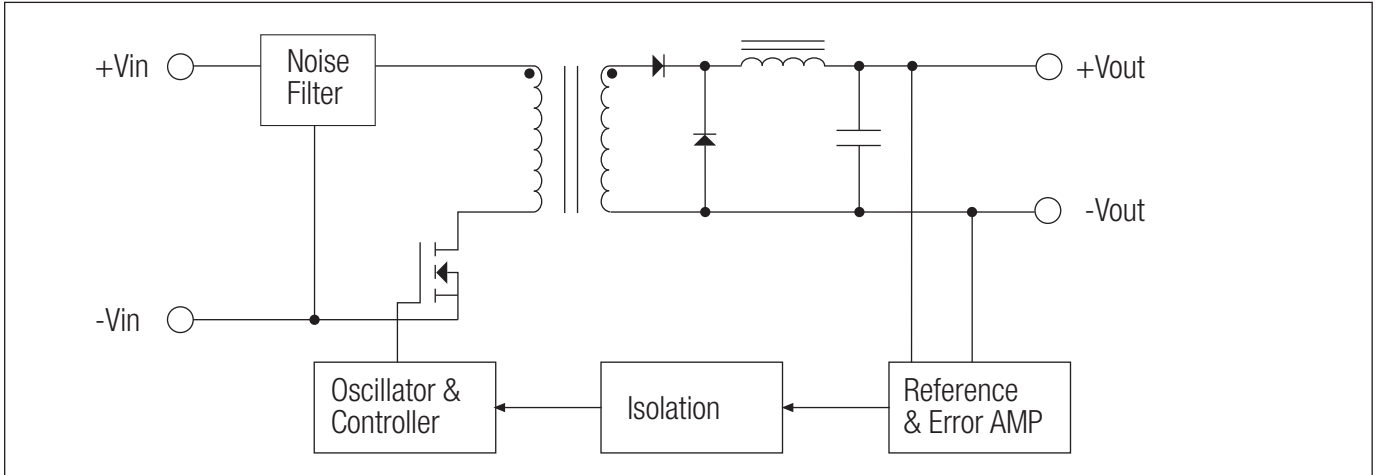 +Vin
Noise
Filter
+Vout
-Vout
-Vin
Oscillator &
Controller
Isolation
Reference
& Error AMP